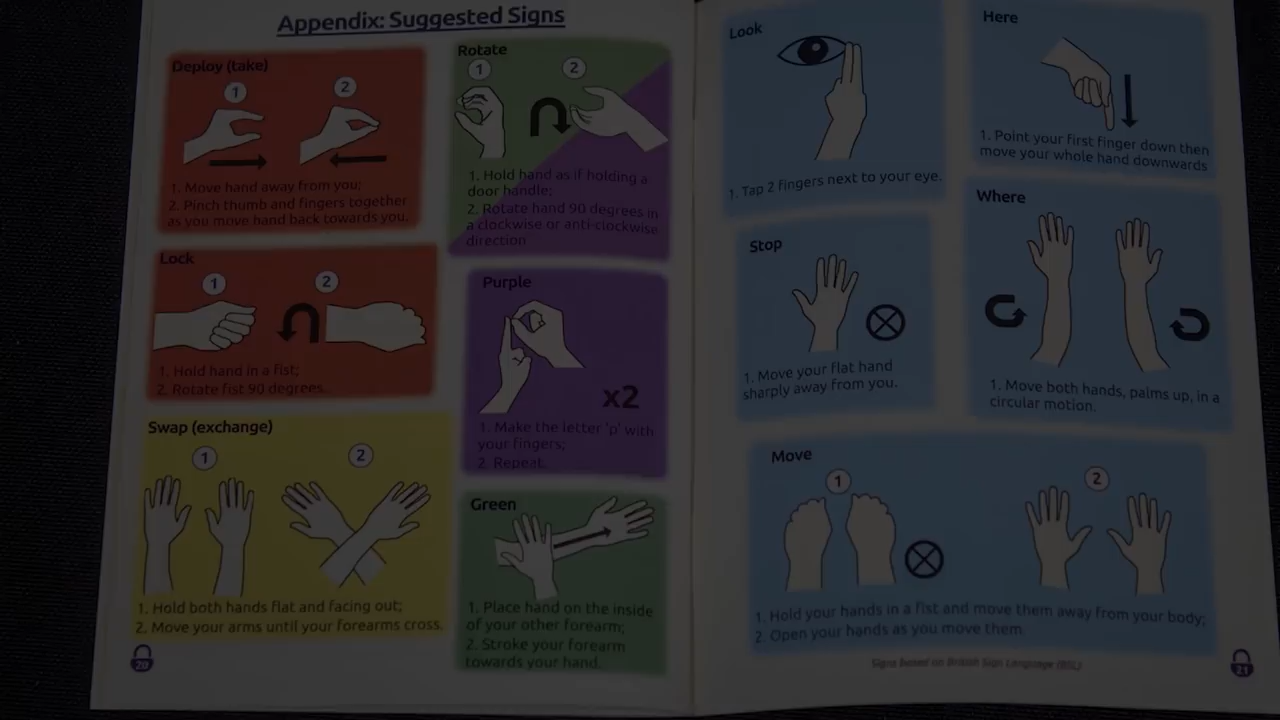 Appendix: Suggested Signs
Deploy (take)
1
2
1. Move hand away from you;
2. Pinch thumb and fingers together
as you move hand back towards you.
Lock
1
2
1. Hold hand in a fist;
2. Rotate fist 90 degrees.
Swap (exchange)
1
2
1. Hold both hands flat and facing out;
2. Move your arms until your forearms cross.
20
Rotate
1
2
1. Hold hand as if holding a
door handle;
2. Rotate hand 90 degrees in
a clockwise or anti-clockwise
direction
Purple
x2
1. Make the letter 'p' with
your fingers;
2. Repeat.
Green
1. Place hand on the inside
of your other forearm;
2. Stroke your forearm
towards your hand.
Look
1. Tap 2 fingers next to your eye.
Here
1. Point your first finger down then
move your whole hand downwards
Stop
1. Move your flat hand
sharply away from you.
Where
1. Move both hands, palms up, in a
circular motion.
Move
1
2
1. Hold your hands in a fist and move them away from your body;
2. Open your hands as you move them
Signs based on British Sign Language (BSL)
21